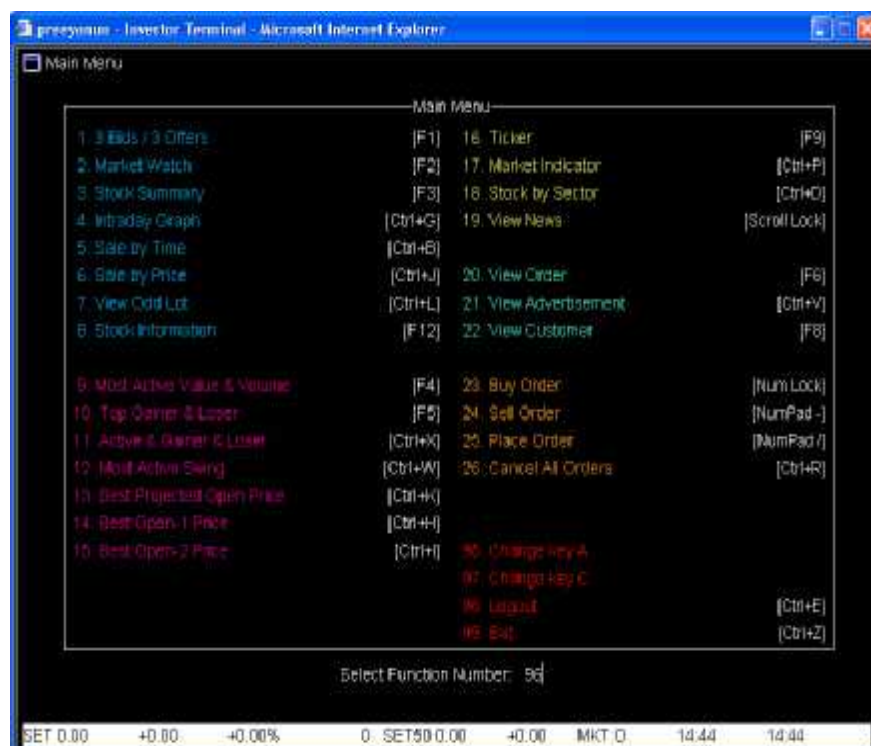 preeyanun - Investor Terminal - Microsoft Internet Explorer
Main Menu
Main Menu
1. 3 Bids / 3 Offers [F1]
2. Market Watch [F2]
3. Stock Summary [F3]
4. Intraday Graph [Ctrl+G]
5. Sale by Time [Ctrl+B]
6. Sale by Price [Ctrl+J]
7. View Odd Lot [Ctrl+L]
8. Stock Information [F12]
9. Most Active Value & Volume [F4]
10. Top Gainer & Loser [F5]
11. Active & Gainer & Loser [Ctrl+X]
12. Most Active Swing [Ctrl+W]
13. Best Projected Open Price [Ctrl+K]
14. Best Open-1 Price [Ctrl+H]
15. Best Open-2 Price [Ctrl+I]
16. Ticker [F9]
17. Market Indicator [Ctrl+P]
18. Stock by Sector [Ctrl+D]
19. View News [Scroll Lock]
20. View Order [F6]
21. View Advertisement [Ctrl+V]
22. View Customer [F8]
23. Buy Order [Num Lock]
24. Sell Order [NumPad -]
25. Place Order [NumPad /]
26. Cancel All Orders [Ctrl+R]
96. Change key A
97. Change key C
98. Logout [Ctrl+E]
99. Exit [Ctrl+Z]
Select Function Number: 96
SET 0.00 +0.00 +0.00% 0 SET50 0.00 +0.00 MKT:O 14:44 14:44